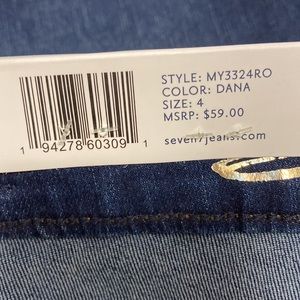 STYLE: MY3324RO
COLOR: DANA
SIZE: 4
MSRP: $59.00
seven7jeans.com
1 94278 60309 1